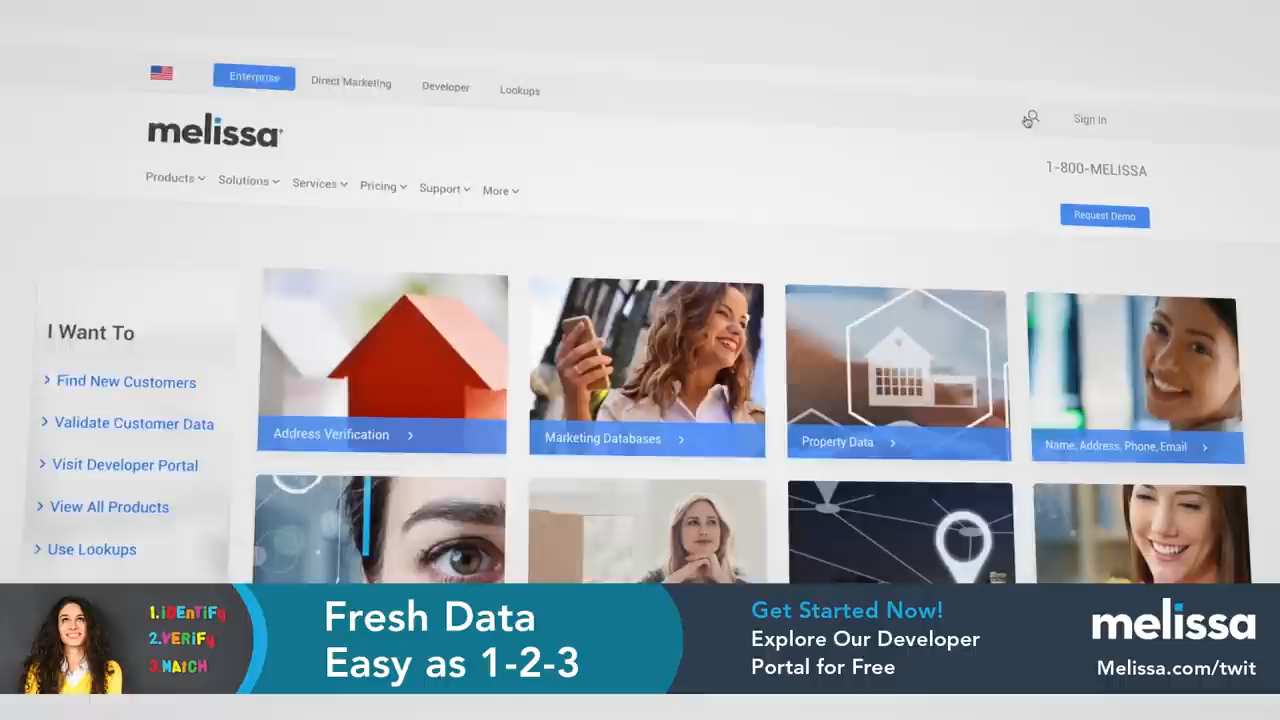 Enterprise
Direct Marketing
Developer
Lookups
melissa
Sign In
1-800-MELISSA
Products
Solutions
Services
Pricing
Support
More
Request Demo
I Want To
Find New Customers
Validate Customer Data
Visit Developer Portal
View All Products
Use Lookups
Address Verification
Marketing Databases
Property Data
Name, Address, Phone, Email
1.iDEnTiFy
2.VERiFy
3.MATCH
Fresh Data
Easy as 1-2-3
Get Started Now!
Explore Our Developer
Portal for Free
melissa
Melissa.com/twit